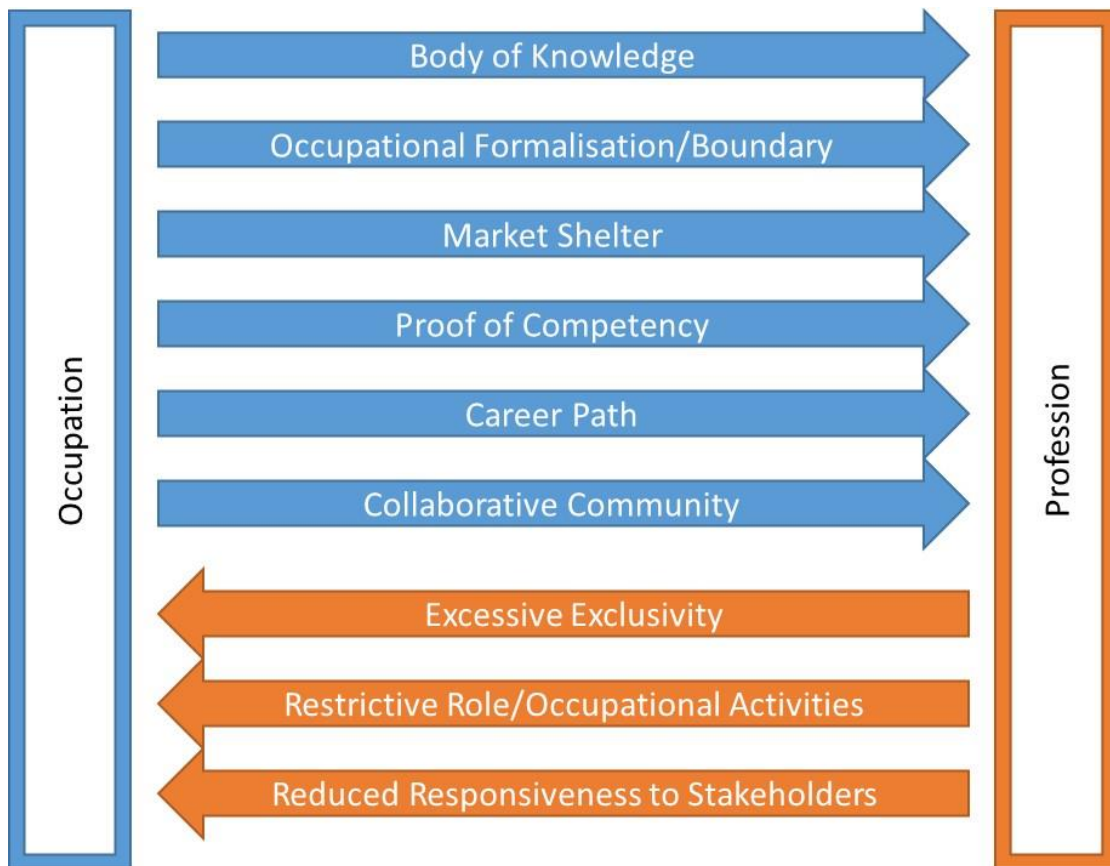 Occupation
Body of Knowledge
Occupational Formalisation/Boundary
Market Shelter
Proof of Competency
Career Path
Collaborative Community
Excessive Exclusivity
Restrictive Role/Occupational Activities
Reduced Responsiveness to Stakeholders
Profession